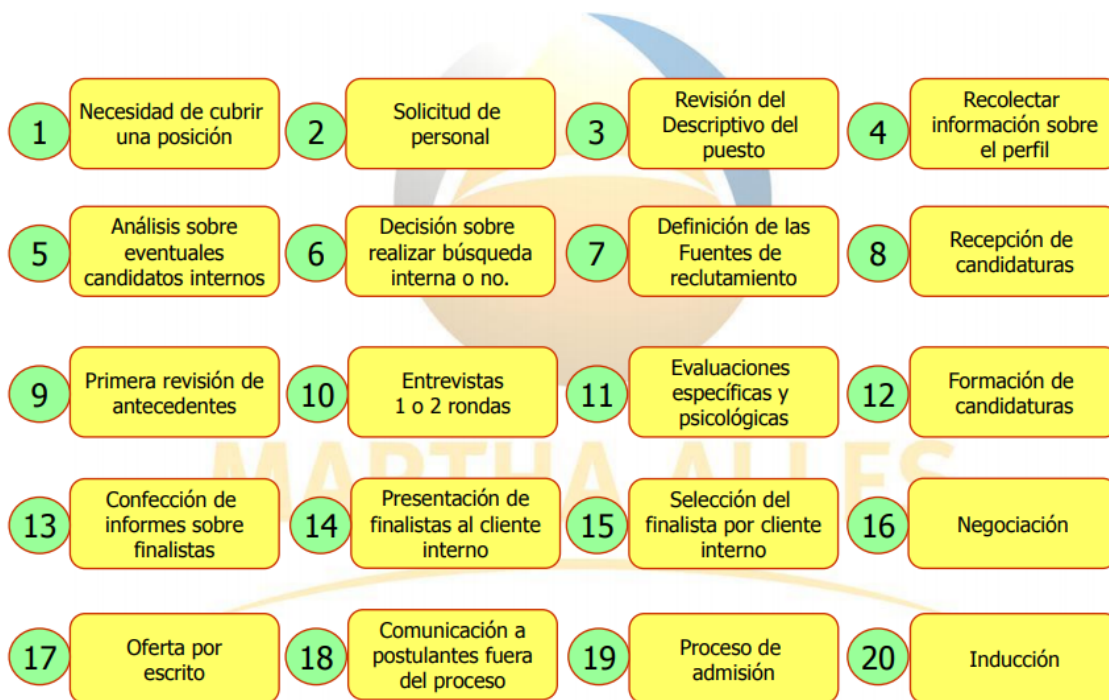 1
Necesidad de cubrir
una posición
2
Solicitud de
personal
3
Revisión del
Descriptivo del
puesto
4
Recolectar
información sobre
el perfil
5
Análisis sobre
eventuales
candidatos internos
6
Decisión sobre
realizar búsqueda
interna o no.
7
Definición de las
Fuentes de
reclutamiento
8
Recepción de
candidaturas
9
Primera revisión de
antecedentes
10
Entrevistas
1 o 2 rondas
11
Evaluaciones
específicas y
psicológicas
12
Formación de
candidaturas
MARTHA ALLES
13
Confección de
informes sobre
finalistas
14
Presentación de
finalistas al cliente
interno
15
Selección del
finalista por cliente
interno
16
Negociación
17
Oferta por
escrito
18
Comunicación a
postulantes fuera
del proceso
19
Proceso de
admisión
20
Inducción